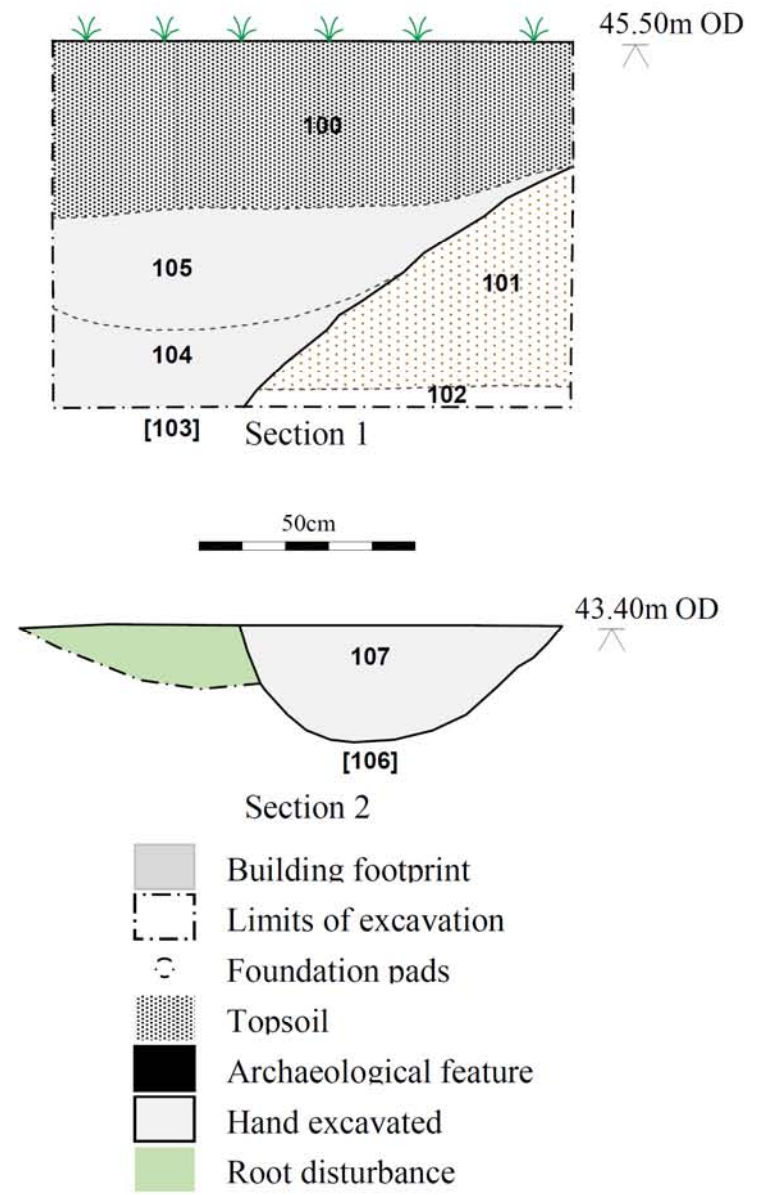 45.50m OD
100
105
101
104
102
[103]
Section 1
50cm
43.40m OD
107
[106]
Section 2
Building footprint
Limits of excavation
Foundation pads
Topsoil
Archaeological feature
Hand excavated
Root disturbance